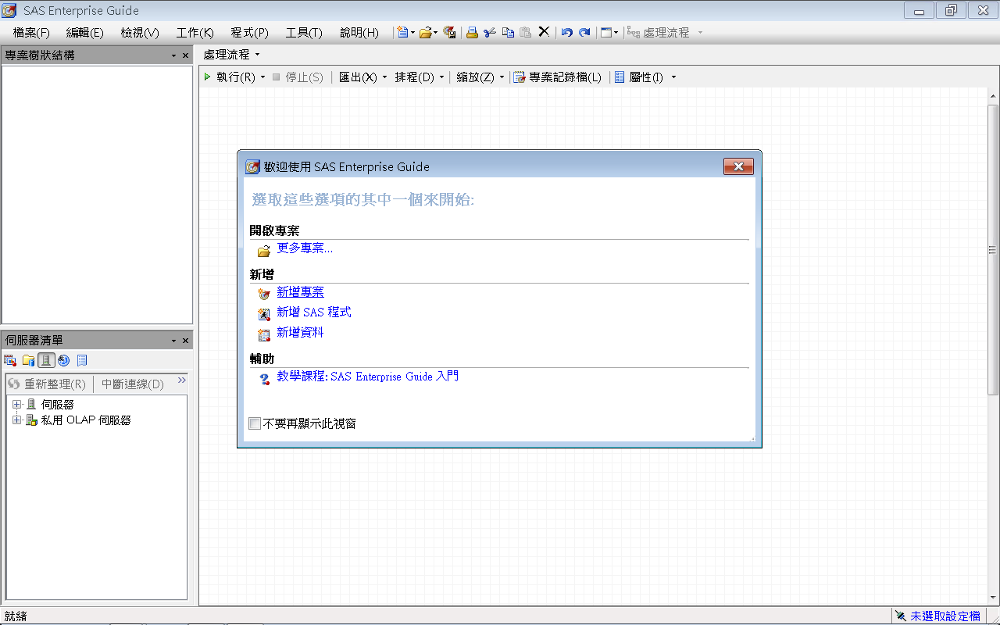 SAS Enterprise Guide
檔案(F) 編輯(E) 檢視(V) 工作(K) 程式(P) 工具(T) 說明(H) 處理流程
專案樹狀結構
處理流程
執行(R) 停止(S) 匯出(X) 排程(D) 縮放(Z) 專案記錄檔(L) 屬性(I)
歡迎使用 SAS Enterprise Guide
選取這些選項的其中一個來開始:
開啟專案
更多專案...
新增
新增專案
新增 SAS 程式
新增資料
輔助
教學課程: SAS Enterprise Guide 入門
不要再顯示此視窗
伺服器清單
重新整理(R) 中斷連線(D)
伺服器
私用 OLAP 伺服器
就緒
未選取設定檔